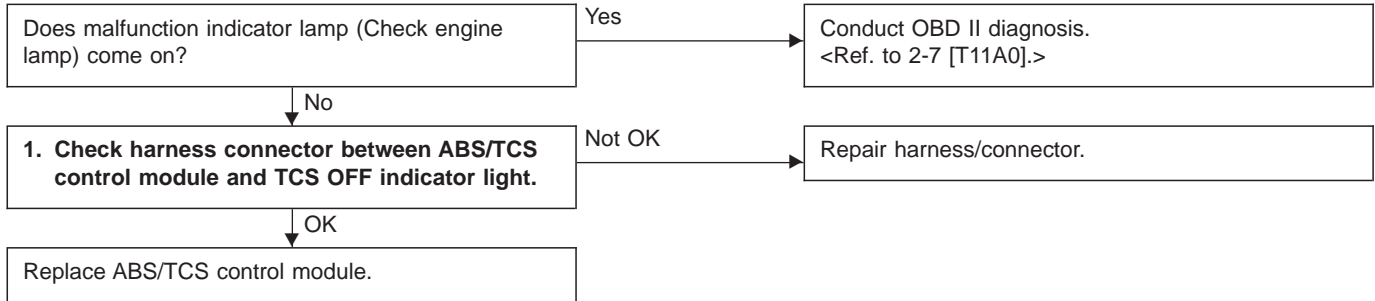 Does malfunction indicator lamp (Check engine
lamp) come on?
Yes
Conduct OBD II diagnosis.
<Ref. to 2-7 [T11A0].>
No
1. Check harness connector between ABS/TCS
control module and TCS OFF indicator light.
Not OK
Repair harness/connector.
OK
Replace ABS/TCS control module.